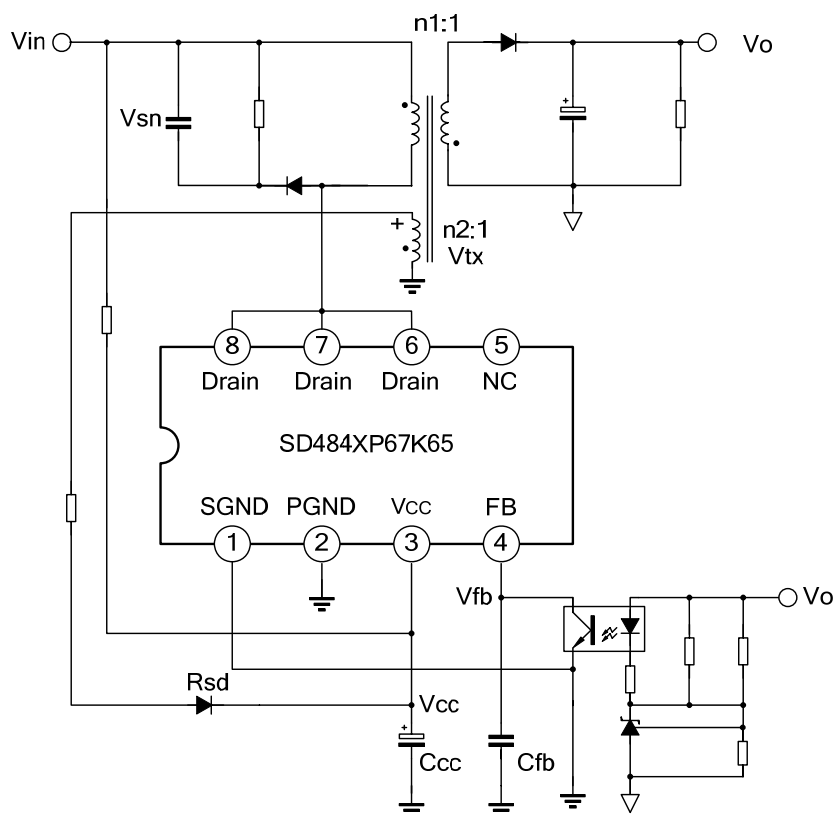 n1:1
Vin
Vo
Vsn
+
+
n2:1
Vtx
8
7
6
5
Drain
Drain
Drain
NC
SD484XP67K65
SGND
PGND
VCC
FB
1
2
3
4
Vfb
Vo
Rsd
Vcc
+
Ccc
Cfb